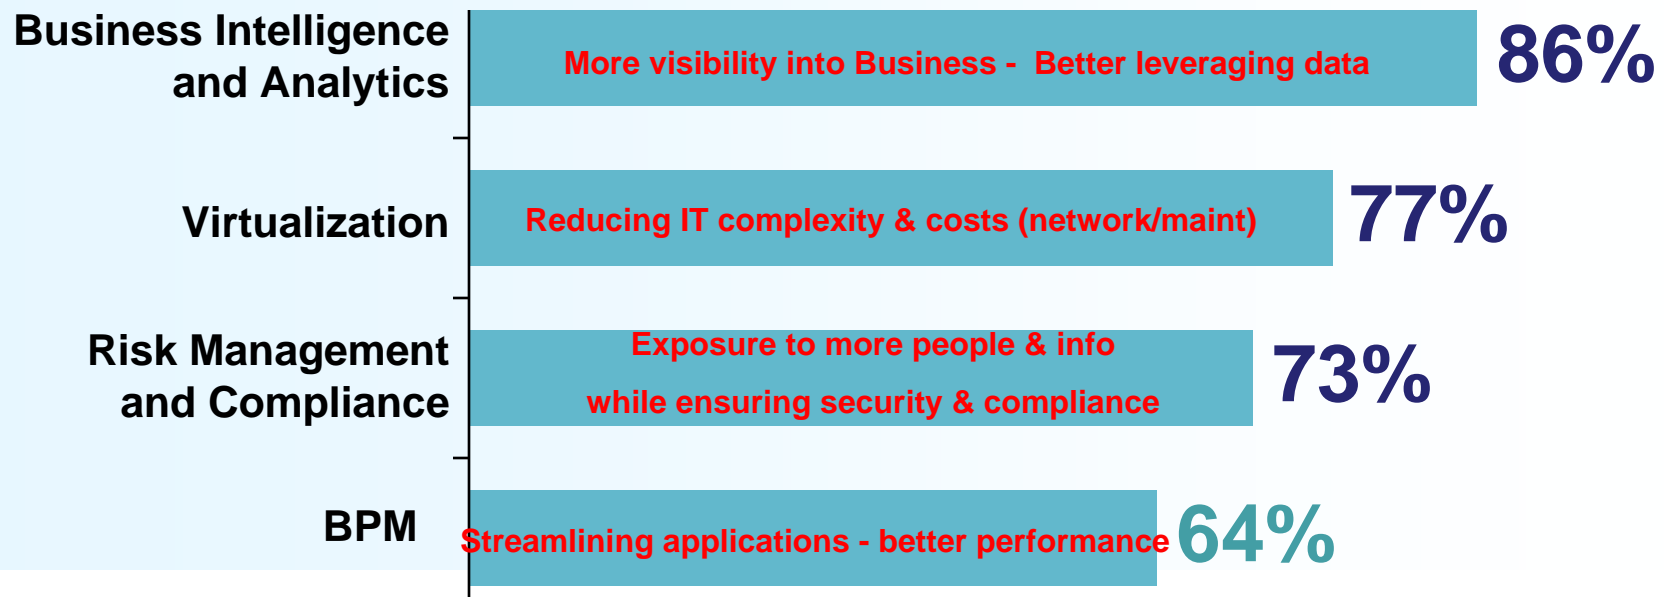 Business Intelligence
and Analytics
More visibility into Business -  Better leveraging data
86%
Virtualization
Reducing IT complexity & costs (network/maint)
77%
Risk Management
and Compliance
Exposure to more people & info
while ensuring security & compliance
73%
BPM
Streamlining applications - better performance
64%